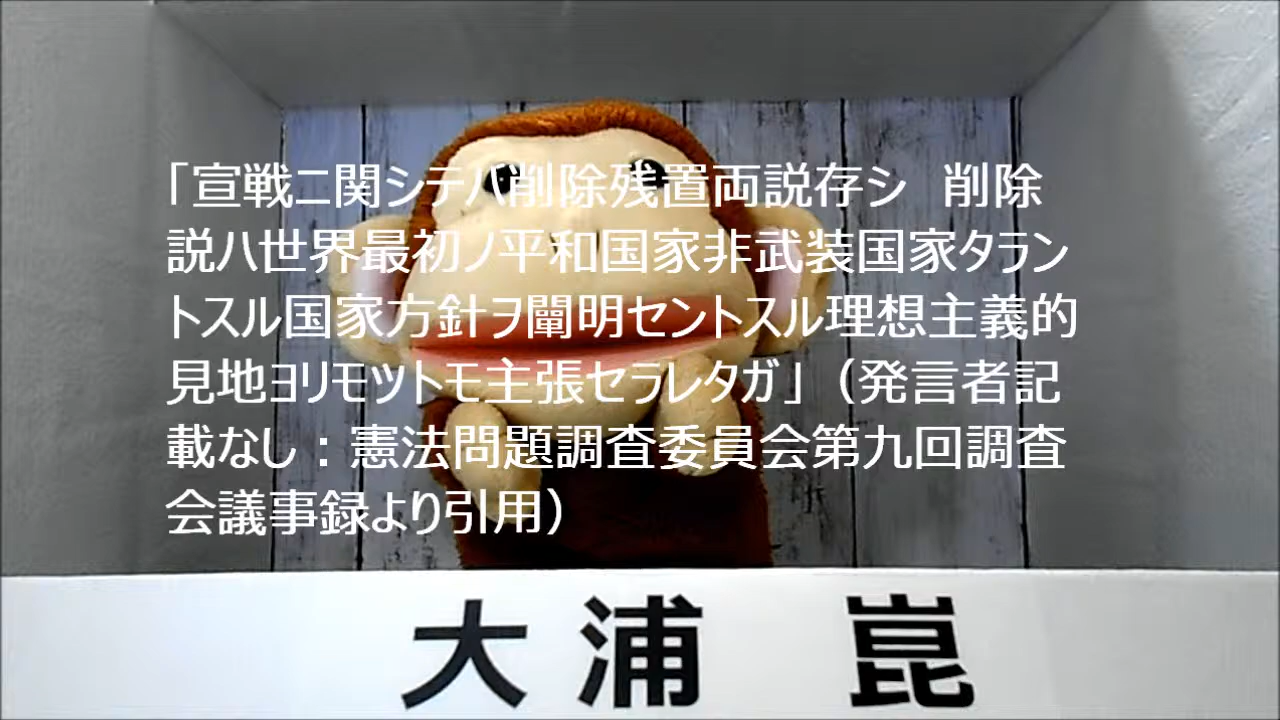 「宣戦ニ関シテハ削除残置両説存シ　削除
説ハ世界最初ノ平和国家非武装国家タラン
トスル国家方針ヲ闡明セントスル理想主義的
見地ヨリモツトモ主張セラレタガ」（発言者記
載なし：憲法問題調査委員会第九回調査
会議事録より引用）
大浦　崑